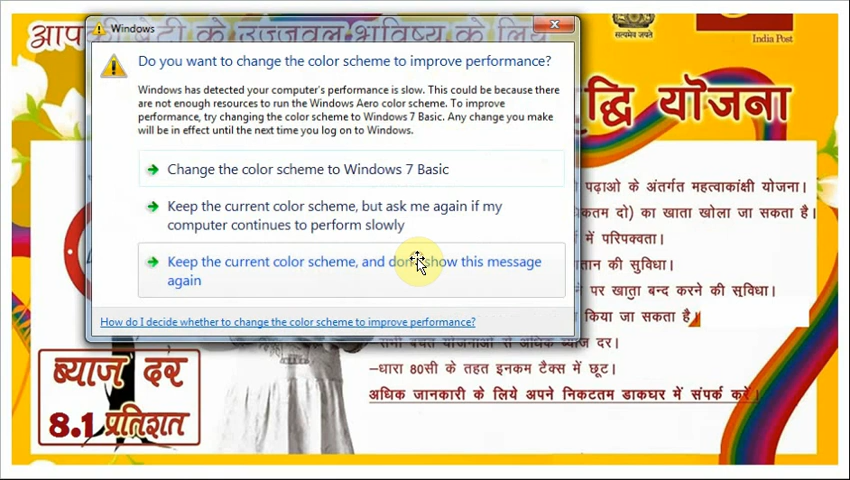 आपकी बेटी के उज्जवल भविष्य के लिये
सत्यमेव जयते
India Post
Windows
Do you want to change the color scheme to improve performance?
Windows has detected your computer's performance is slow. This could be because there
are not enough resources to run the Windows Aero color scheme. To improve
performance, try changing the color scheme to Windows 7 Basic. Any change you make
will be in effect until the next time you log on to Windows.
Change the color scheme to Windows 7 Basic
Keep the current color scheme, but ask me again if my
computer continues to perform slowly
Keep the current color scheme, and don't show this message
again
How do I decide whether to change the color scheme to improve performance?
योजना
पढ़ाओ के अंतर्गत महत्वाकांक्षी योजना।
दो) का खाता खोला जा सकता है।
में परिपक्वता।
की सुविधा।
पर खाता बन्द करने की सुविधा।
किया जा सकता है
सभी बचत योजनाओं से अधिक ब्याज दर।
–धारा 80सी के तहत इनकम टैक्स में छूट।
अधिक जानकारी के लिये अपने निकटतम डाकघर में संपर्क करें।
ब्याज दर
8.1 प्रतिशत